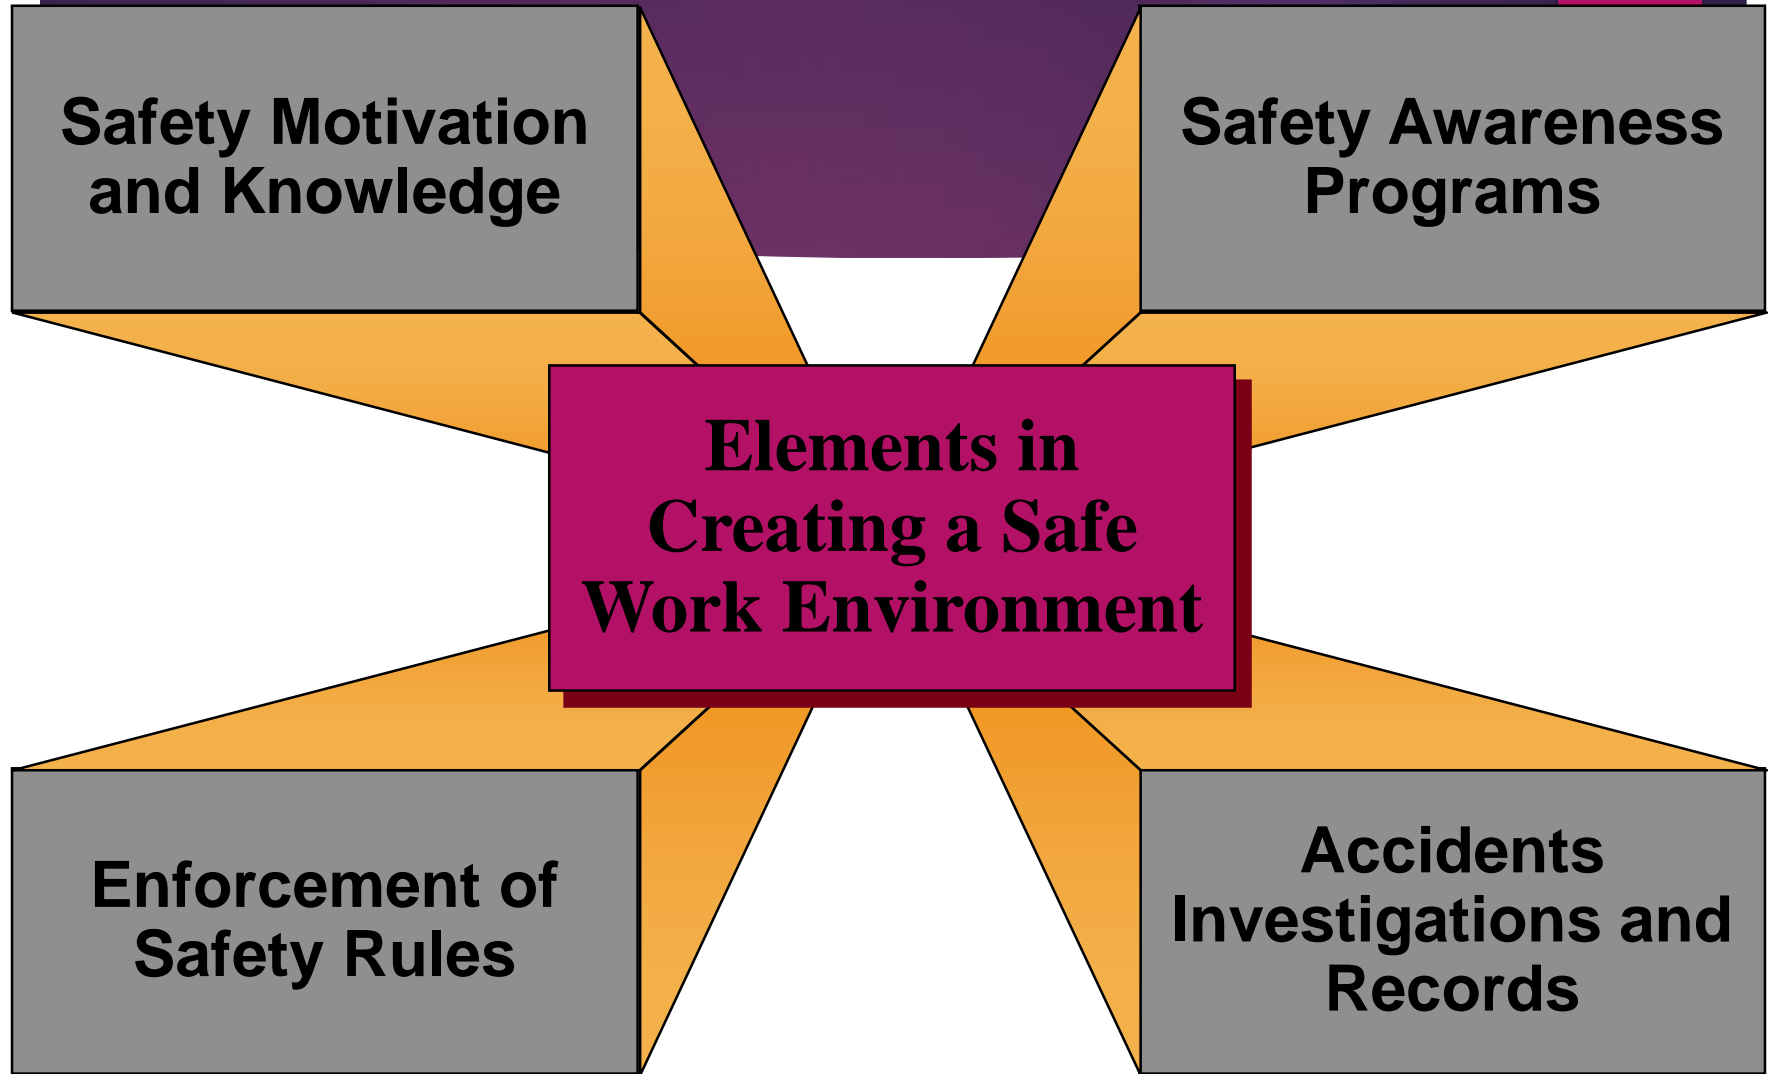 Safety Motivation
and Knowledge
Safety Awareness
Programs
Elements in
Creating a Safe
Work Environment
Enforcement of
Safety Rules
Accidents
Investigations and
Records